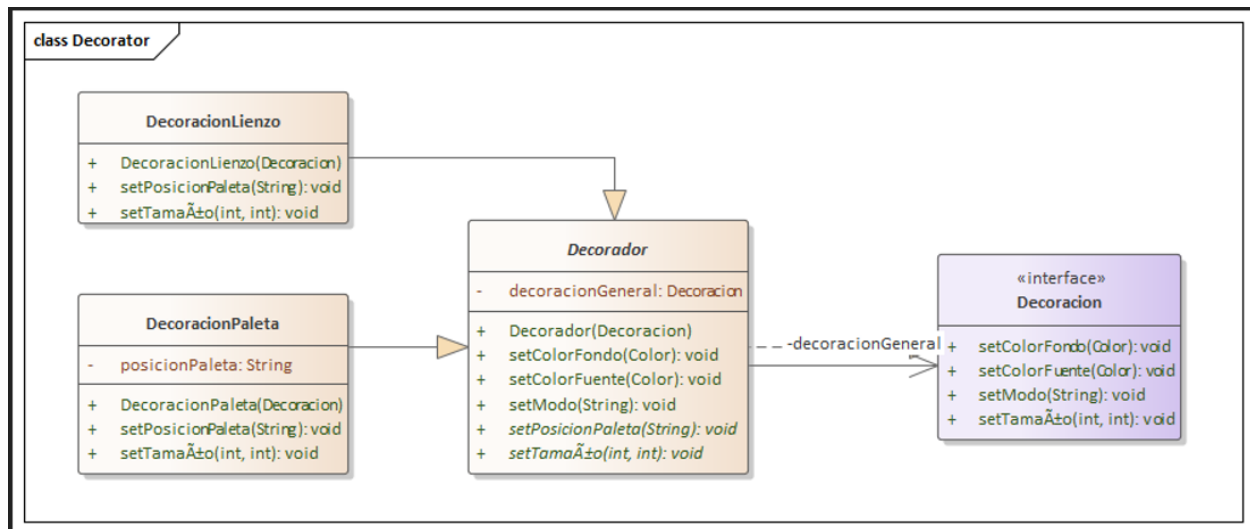 class Decorator
DecoracionLienzo
+ DecoracionLienzo(Decoracion)
+ setPosicionPaleta(String): void
+ setTamaÃ±o(int, int): void
DecoracionPaleta
- posicionPaleta: String
+ DecoracionPaleta(Decoracion)
+ setPosicionPaleta(String): void
+ setTamaÃ±o(int, int): void
Decorador
- decoracionGeneral: Decoracion
+ Decorador(Decoracion)
+ setColorFondo(Color): void
+ setColorFuente(Color): void
+ setModo(String): void
+ setPosicionPaleta(String): void
+ setTamaÃ±o(int, int): void
-decoracionGeneral
«interface»
Decoracion
+ setColorFondo(Color): void
+ setColorFuente(Color): void
+ setModo(String): void
+ setTamaÃ±o(int, int): void